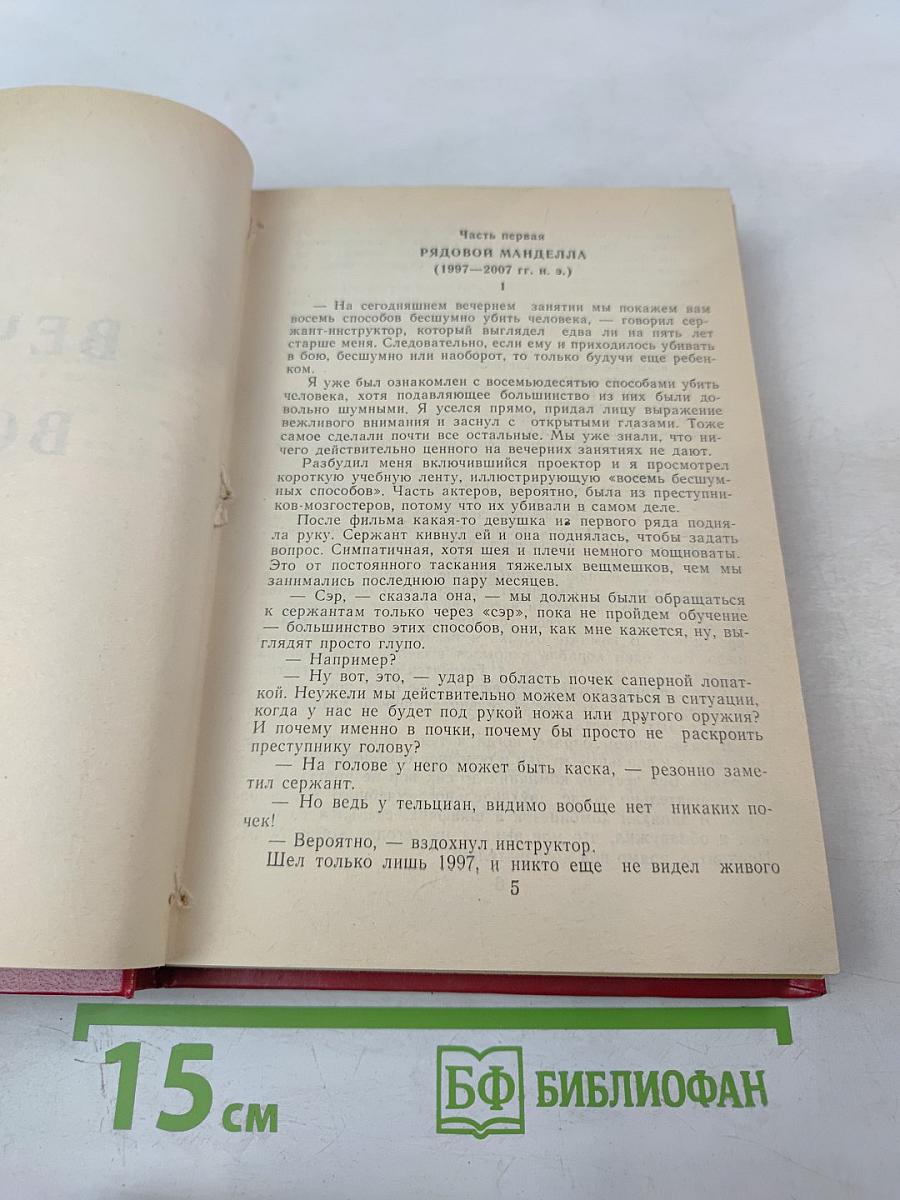 Часть первая
РЯДОВОЙ МАНДЕЛЛА
(1997—2007 гг. н. э.)
1
— На сегодняшнем вечернем занятии мы покажем вам
восемь способов бесшумно убить человека, — говорил сер-
жант-инструктор, который выглядел едва ли на пять лет
старше меня. Следовательно, если ему и приходилось убивать
в бою, бесшумно или наоборот, то только будучи еще ребен-
ком.
Я уже был ознакомлен с восемьюдесятью способами убить
человека, хотя подавляющее большинство из них были до-
вольно шумными. Я уселся прямо, придал лицу выражение
вежливого внимания и заснул с открытыми глазами. Тоже
самое сделали почти все остальные. Мы уже знали, что ни-
чего действительно ценного на вечерних занятиях не дают.
Разбудил меня включившийся проектор и я просмотрел
короткую учебную ленту, иллюстрирующую «восемь бесшум-
ных способов». Часть актеров, вероятно, была из преступни-
ков-мозгостеров, потому что их убивали в самом деле.
После фильма какая-то девушка из первого ряда подня-
ла руку. Сержант кивнул ей и она поднялась, чтобы задать
вопрос. Симпатичная, хотя шея и плечи немного мощноваты.
Это от постоянного таскания тяжелых вещмешков, чем мы
занимались последнюю пару месяцев.
— Сэр, — сказала она, — мы должны были обращаться
к сержантам только через «сэр», пока не пройдем обучение
— большинство этих способов, они, как мне кажется, ну, вы-
глядят просто глупо.
— Например?
— Ну вот, это, — удар в область почек саперной лопат-
кой. Неужели мы действительно можем оказаться в ситуации,
когда у нас не будет под рукой ножа или другого оружия?
И почему именно в почки, почему бы просто не раскроить
преступнику голову?
— На голове у него может быть каска, — резонно заме-
тил сержант.
— Но ведь у тельциан, видимо вообще нет никаких по-
чек!
— Вероятно, — вздохнул инструктор.
Шел только лишь 1997, и никто еще не видел живого
5
15 см
БФ БИБЛИОФАН